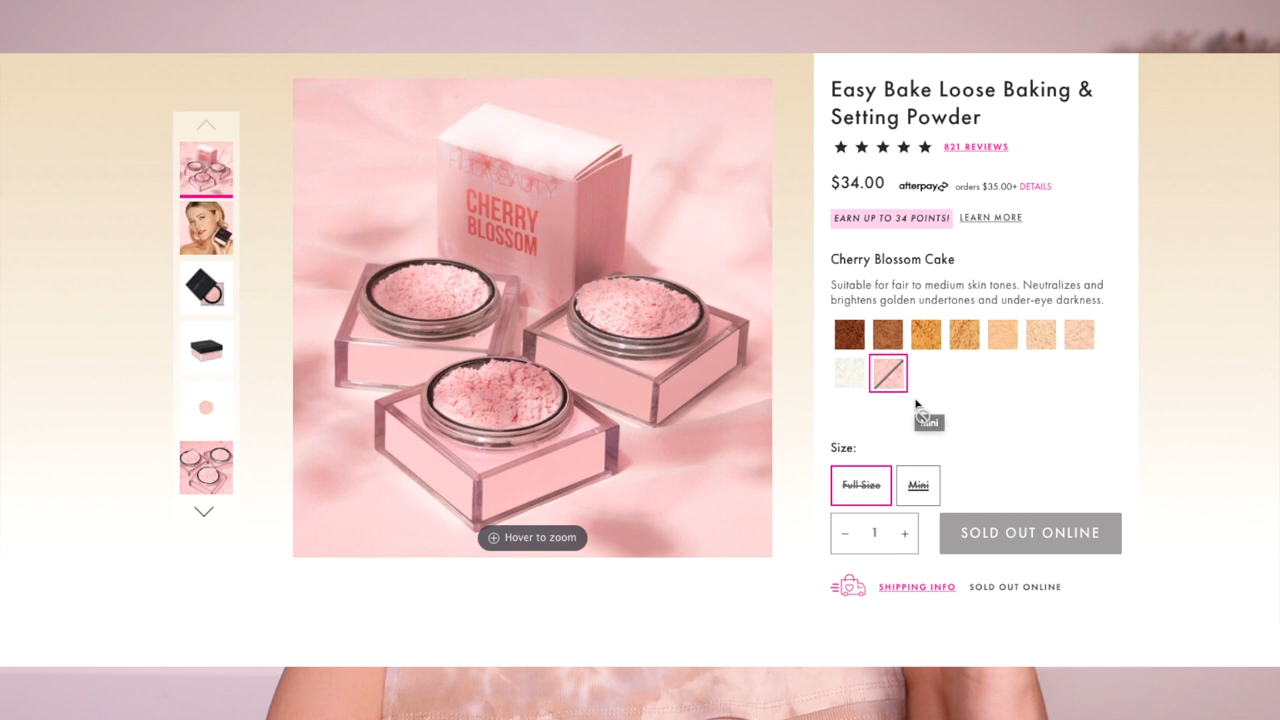 HUDABEAUTY
CHERRY
BLOSSOM
Hover to zoom
Easy Bake Loose Baking &
Setting Powder
821 REVIEWS
$34.00 afterpay orders $35.00+ DETAILS
EARN UP TO 34 POINTS! LEARN MORE
Cherry Blossom Cake
Suitable for fair to medium skin tones. Neutralizes and
brightens golden undertones and under-eye darkness.
Mini
Size:
Full Size Mini
− 1 + SOLD OUT ONLINE
SHIPPING INFO SOLD OUT ONLINE